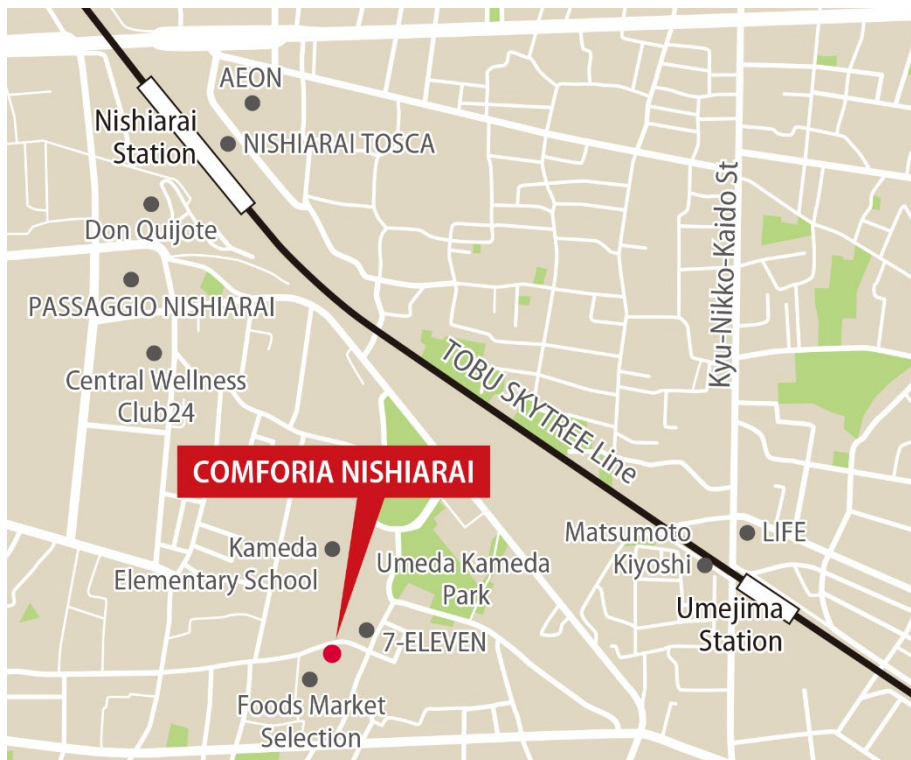 AEON
Nishiarai
Station
NISHIARAI TOSCA
Don Quijote
PASSAGGIO NISHIARAI
Central Wellness
Club24
Kyu-Nikko-Kaido St
TOBU SKYTREE Line
COMFORIA NISHIARAI
Kameda
Elementary School
Umeda Kameda
Park
Matsumoto
Kiyoshi
LIFE
Umejima
Station
7-ELEVEN
Foods Market
Selection